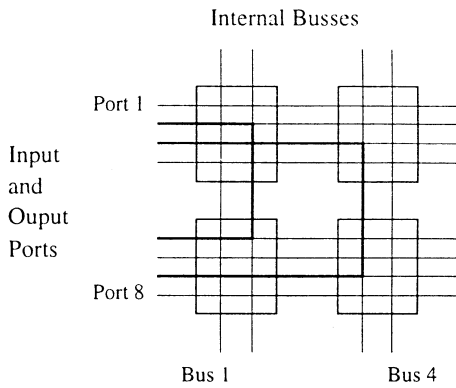 Internal Busses
Port 1
Input
and
Ouput
Ports
Port 8
Bus 1
Bus 4